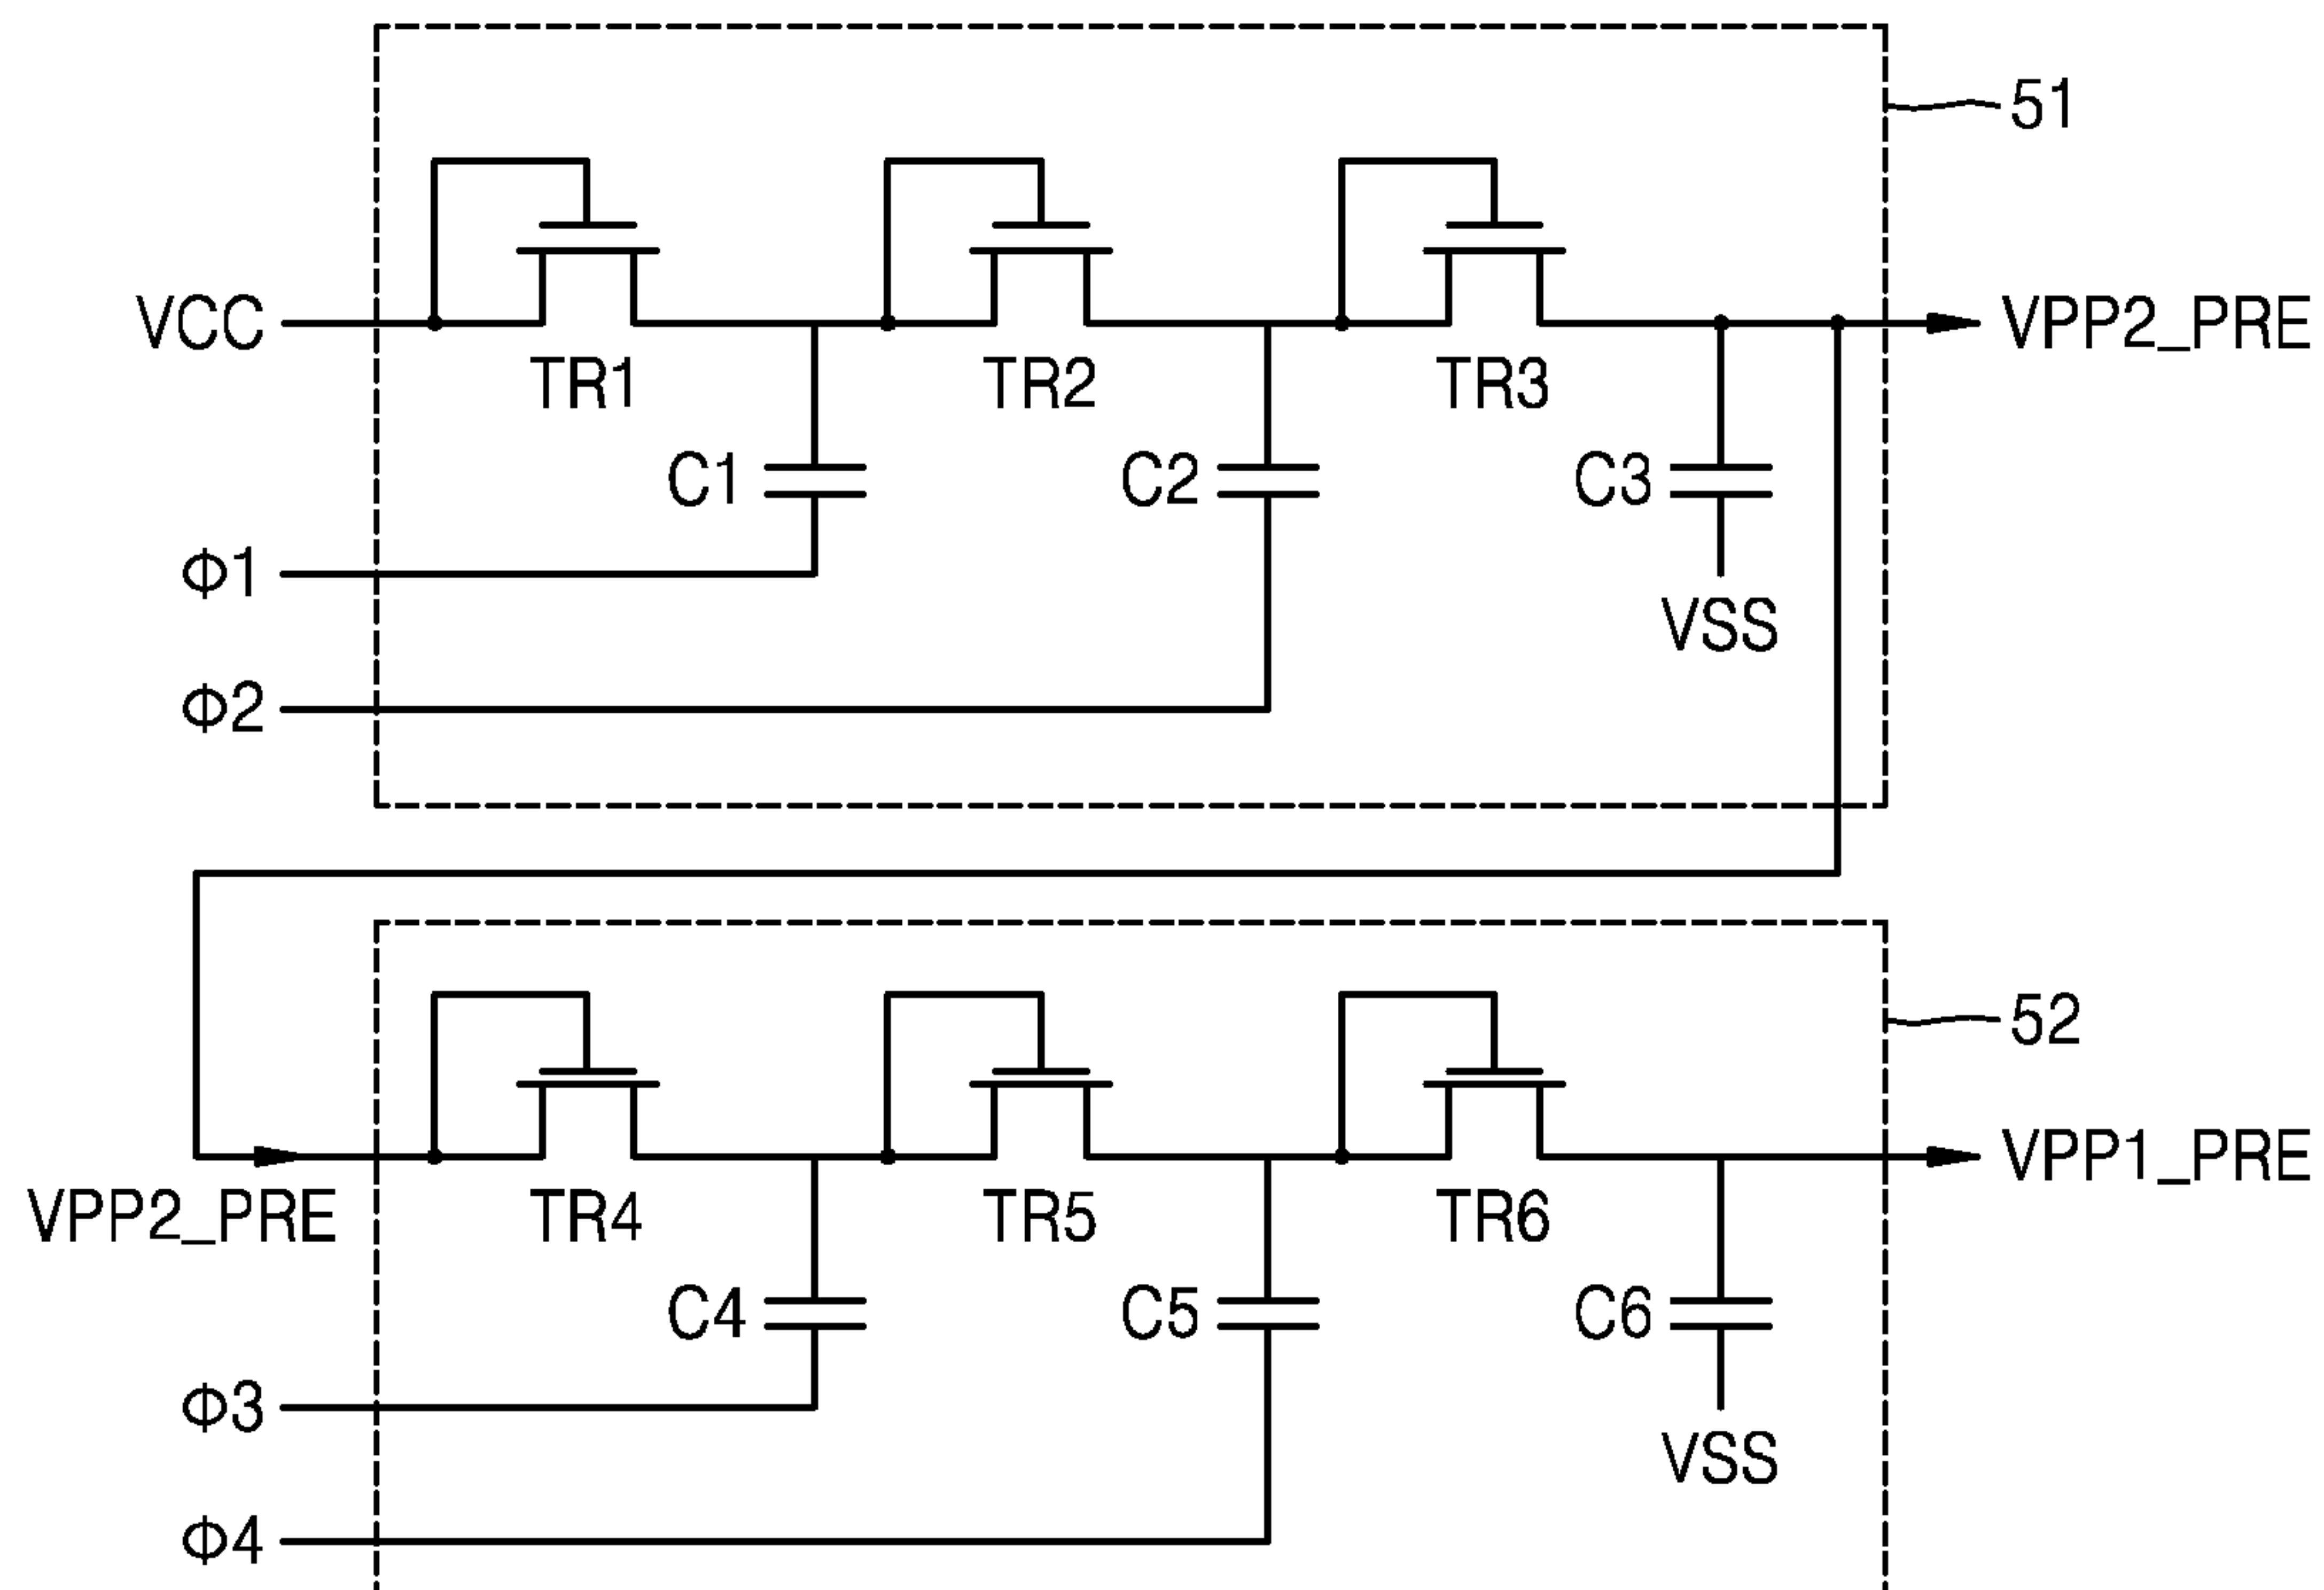 51
VCC
VPP2_PRE
TR1
TR2
TR3
C1
C2
C3
Φ1
VSS
Φ2
52
VPP1_PRE
VPP2_PRE
TR4
TR5
TR6
C4
C5
C6
Φ3
VSS
Φ4